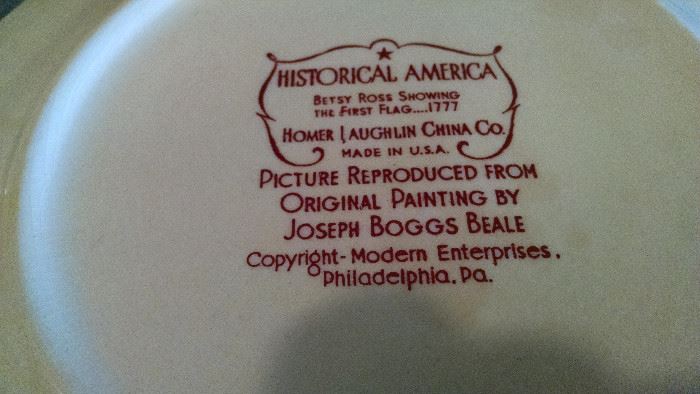 HISTORICAL AMERICA
BETSY ROSS SHOWING
THE FIRST FLAG....1777
HOMER LAUGHLIN CHINA CO.
MADE IN U.S.A.
PICTURE REPRODUCED FROM
ORIGINAL PAINTING BY
JOSEPH BOGGS BEALE
Copyright-Modern Enterprises.
Philadelphia.Pa.